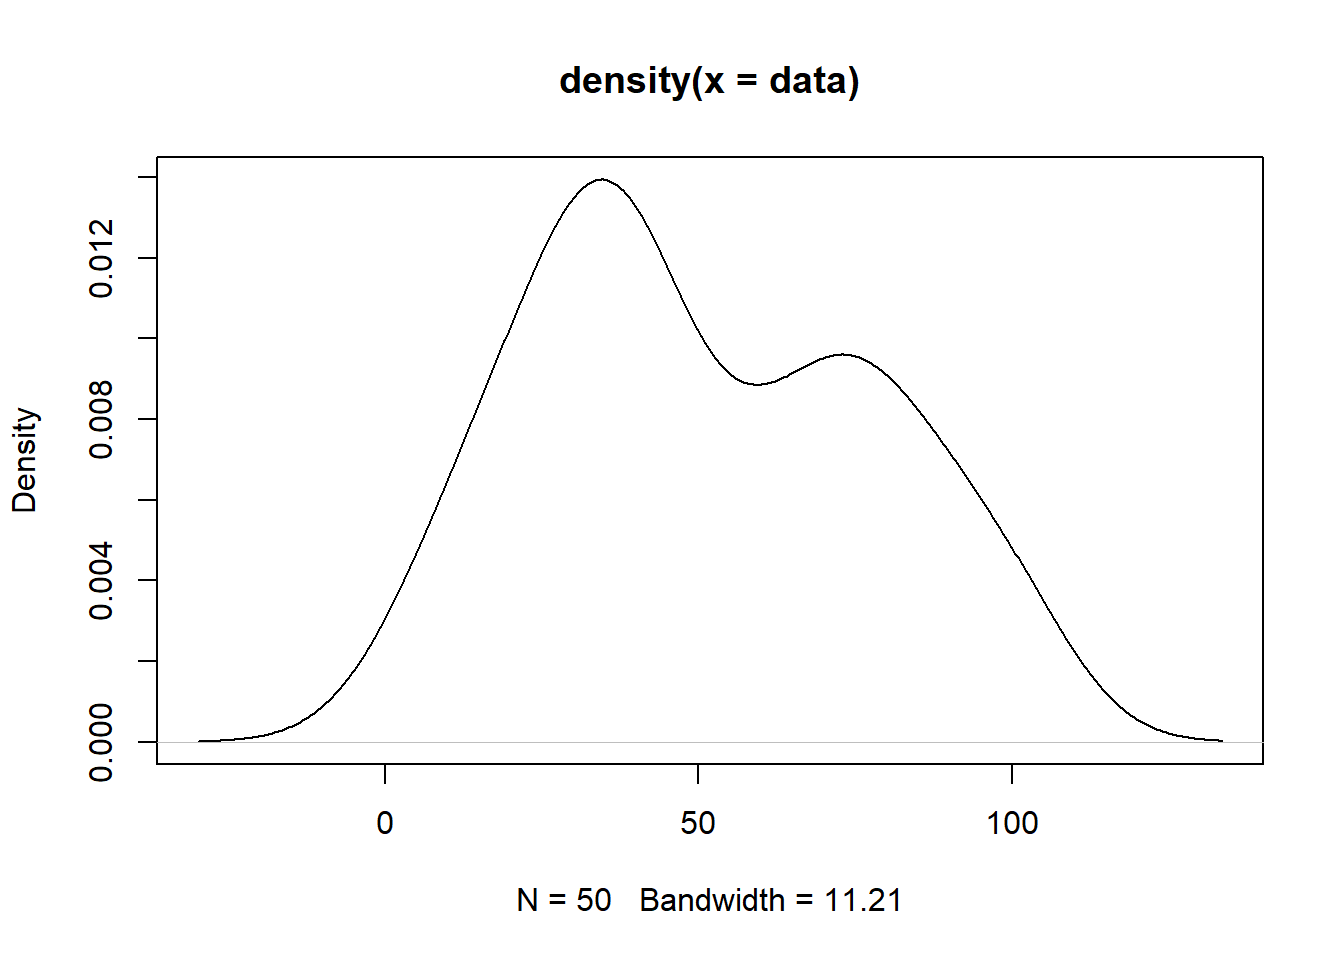 density(x = data)
Density
0.012
0.008
0.004
0.000
0 50 100
N = 50 Bandwidth = 11.21